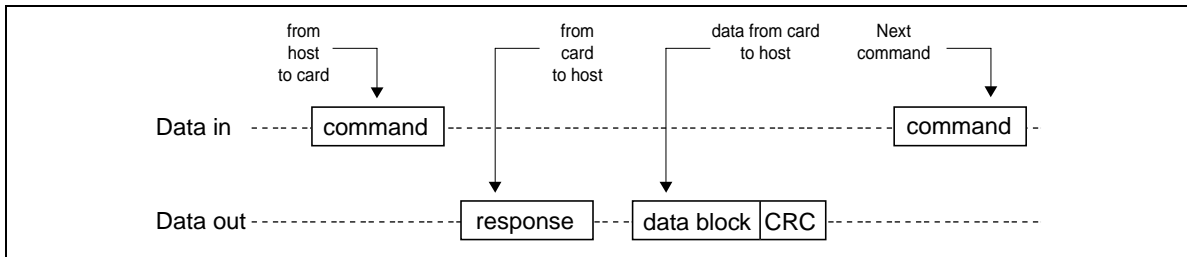 from
host
to card
from
card
to host
data from card
to host
Next
command
Data in
command
command
Data out
response
data block
CRC